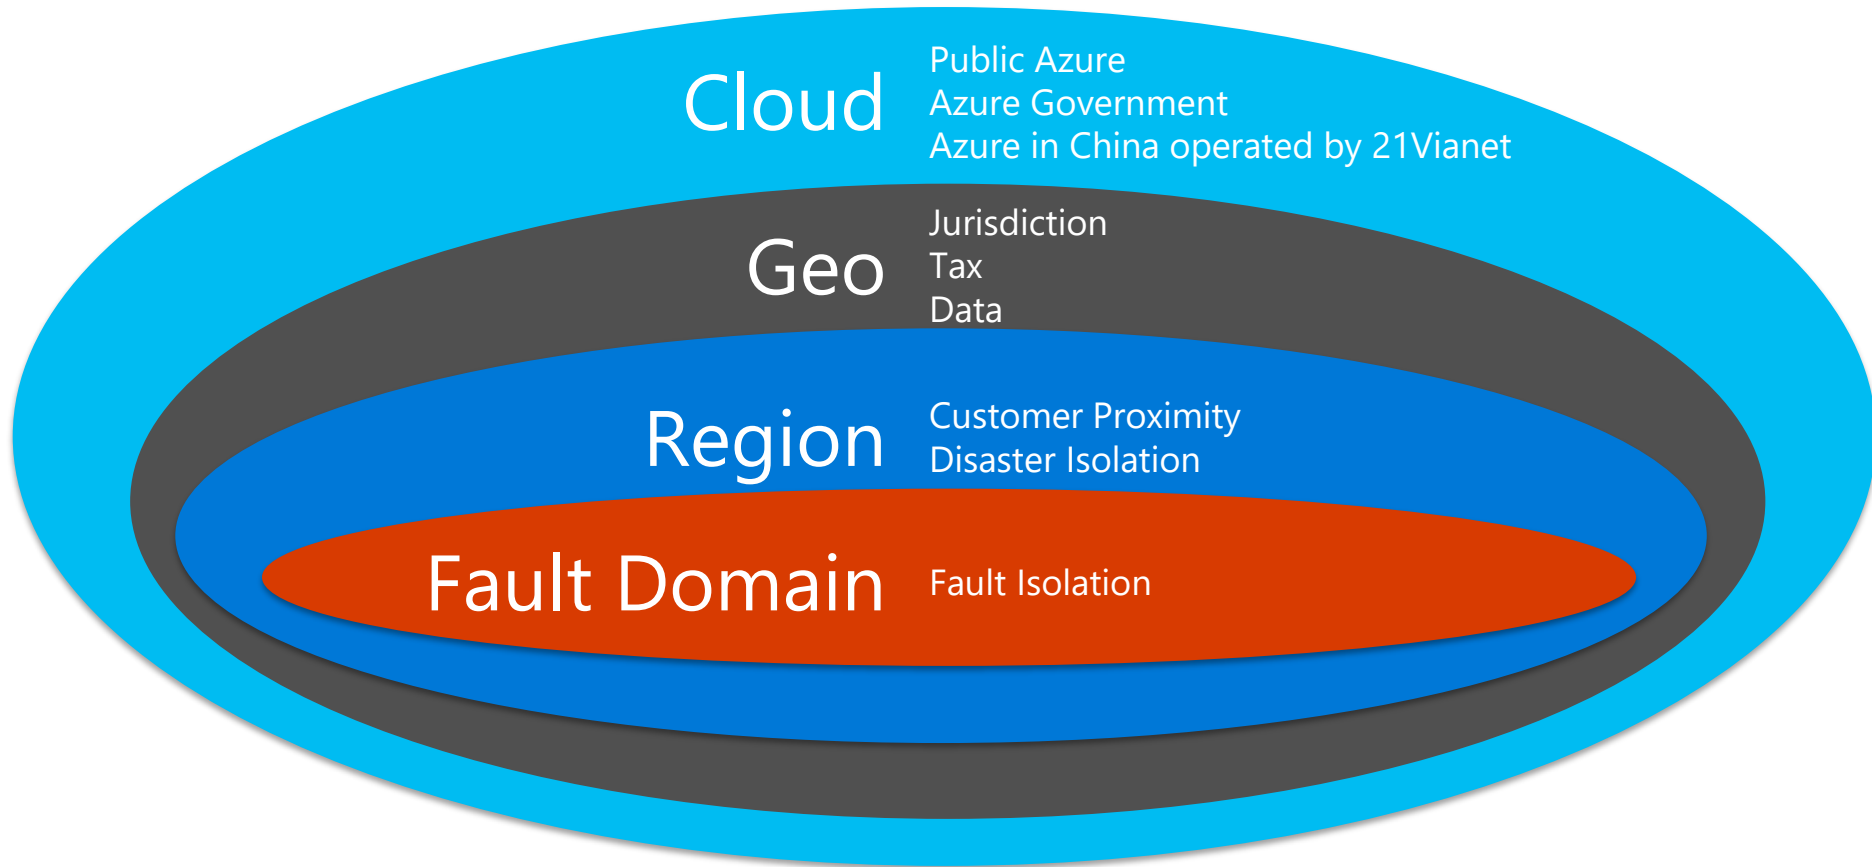 Cloud
Public Azure
Azure Government
Azure in China operated by 21Vianet
Geo
Jurisdiction
Tax
Data
Region
Customer Proximity
Disaster Isolation
Fault Domain
Fault Isolation